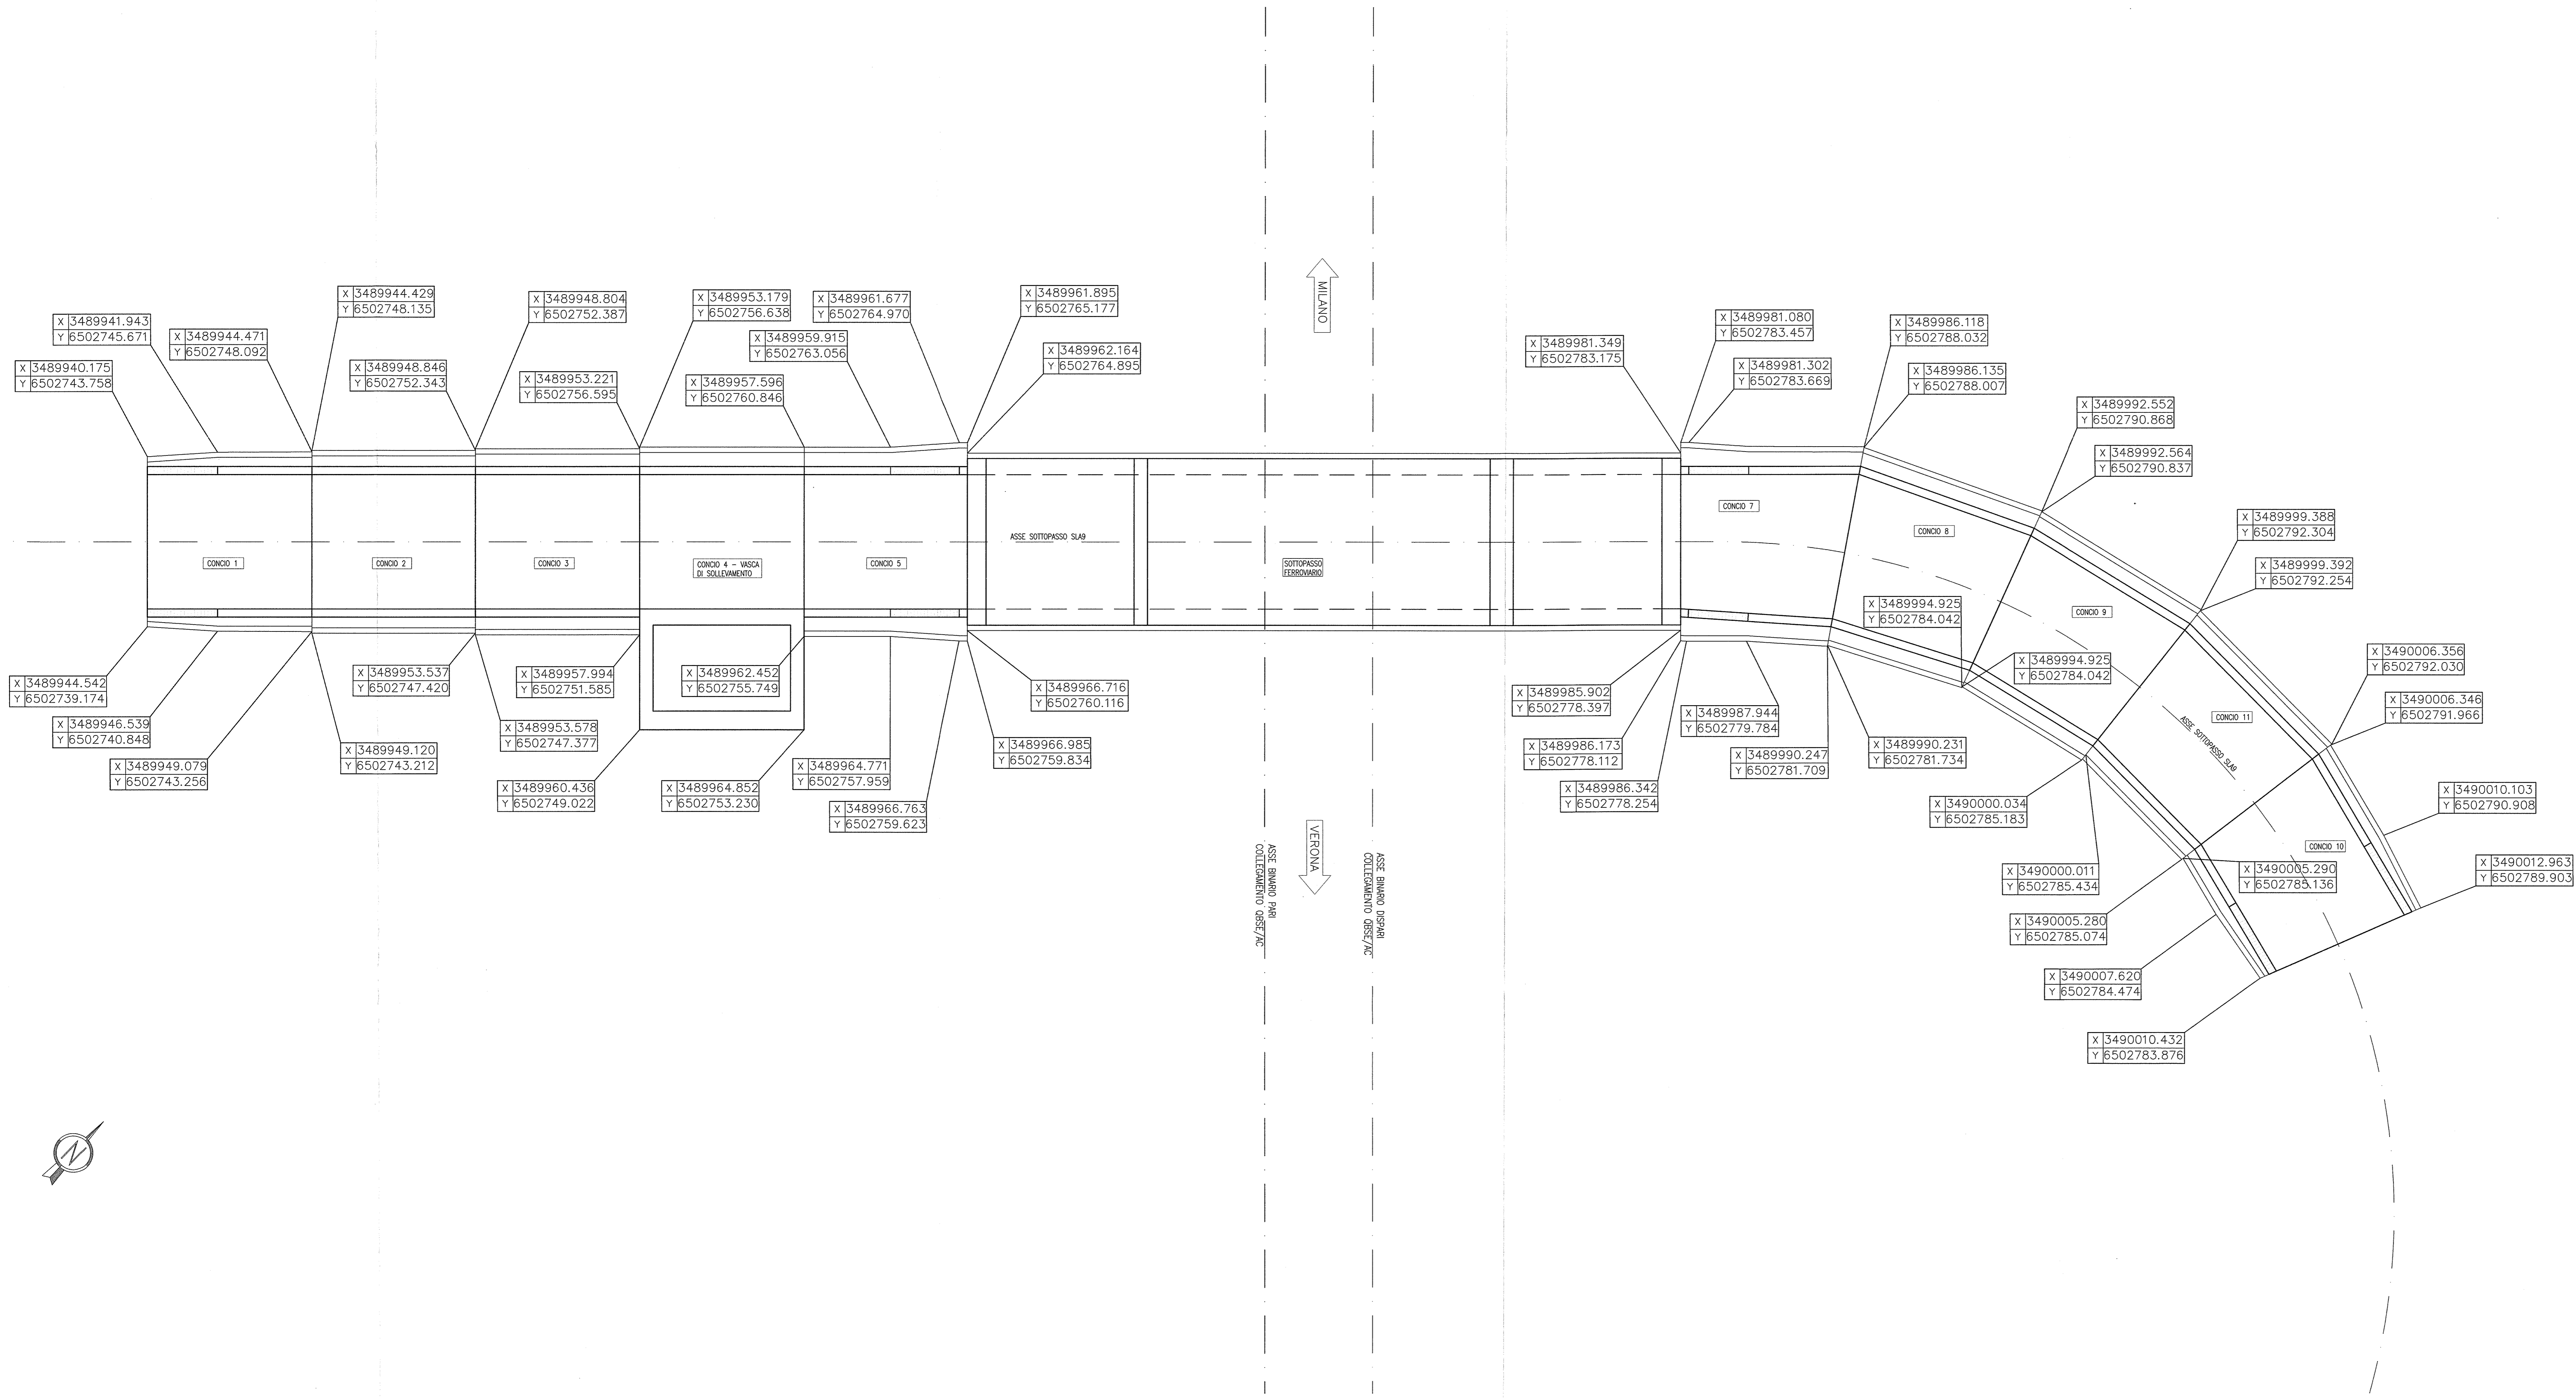 X 3489944.429
Y 6502748.135
X 3489948.804
Y 6502752.387
X 3489953.179
Y 6502756.638
X 3489961.677
Y 6502764.970
X 3489961.895
Y 6502765.177
X 3489941.943
Y 6502745.671
X 3489944.471
Y 6502748.092
X 3489959.915
Y 6502763.056
X 3489962.164
Y 6502764.895
X 3489940.175
Y 6502743.758
X 3489948.846
Y 6502752.343
X 3489953.221
Y 6502756.595
X 3489957.596
Y 6502760.846
MILANO
X 3489981.349
Y 6502783.175
X 3489981.080
Y 6502783.457
X 3489981.302
Y 6502783.669
X 3489986.118
Y 6502788.032
X 3489986.135
Y 6502788.007
X 3489992.552
Y 6502790.868
X 3489992.564
Y 6502790.837
X 3489999.388
Y 6502792.304
X 3489999.392
Y 6502792.254
X 3490006.356
Y 6502792.030
X 3490006.346
Y 6502791.966
X 3490010.103
Y 6502790.908
X 3490012.963
Y 6502789.903
CONCIO 1
CONCIO 2
CONCIO 3
CONCIO 4 - VASCA
DI SOLLEVAMENTO
CONCIO 5
ASSE SOTTOPASSO SLA9
SOTTOPASSO
FERROVIARIO
CONCIO 7
CONCIO 8
CONCIO 9
CONCIO 11
ASSE SOTTOPASSO SLA9
CONCIO 10
X 3489944.542
Y 6502739.174
X 3489946.539
Y 6502740.848
X 3489949.079
Y 6502743.256
X 3489953.537
Y 6502747.420
X 3489949.120
Y 6502743.212
X 3489957.994
Y 6502751.585
X 3489953.578
Y 6502747.377
X 3489960.436
Y 6502749.022
X 3489962.452
Y 6502755.749
X 3489964.852
Y 6502753.230
X 3489964.771
Y 6502757.959
X 3489966.763
Y 6502759.623
X 3489966.716
Y 6502760.116
X 3489966.985
Y 6502759.834
VERONA
ASSE BINARIO PARI
COLLEGAMENTO QBSE/AC
ASSE BINARIO DISPARI
COLLEGAMENTO QBSE/AC
X 3489985.902
Y 6502778.397
X 3489986.173
Y 6502778.112
X 3489986.342
Y 6502778.254
X 3489987.944
Y 6502779.784
X 3489990.247
Y 6502781.709
X 3489990.231
Y 6502781.734
X 3489994.925
Y 6502784.042
X 3489994.925
Y 6502784.042
X 3490000.034
Y 6502785.183
X 3490000.011
Y 6502785.434
X 3490005.290
Y 6502785.136
X 3490005.280
Y 6502785.074
X 3490007.620
Y 6502784.474
X 3490010.432
Y 6502783.876
N